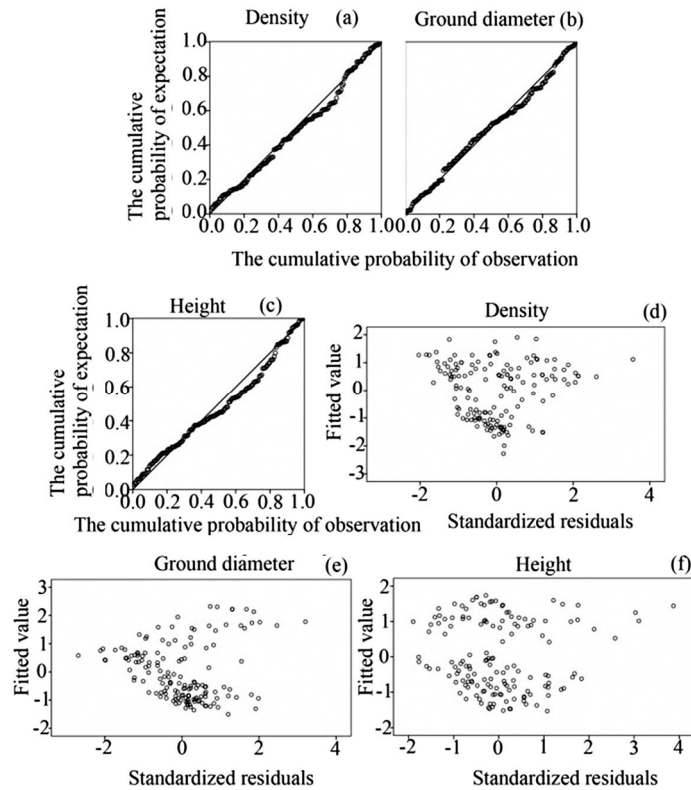 Density (a)
Ground diameter (b)
The cumulative
probability of expectation
1.0
0.8
0.6
0.4
0.2
0.0
0.0 0.2 0.4 0.6 0.8 1.0
0.0 0.2 0.4 0.6 0.8 1.0
The cumulative probability of observation
Height (c)
The cumulative
probability of expectation
1.0
0.8
0.6
0.4
0.2
0.0
0.0 0.2 0.4 0.6 0.8 1.0
The cumulative probability of observation
Density (d)
Fitted value
2
1
0
-1
-2
-3
-2 0 2 4
Standardized residuals
Ground diameter (e)
Fitted value
3
2
1
0
-1
-2
-2 0 2 4
Standardized residuals
Height (f)
Fitted value
2
1
0
-1
-2
-2 -1 0 1 2 3 4
Standardized residuals